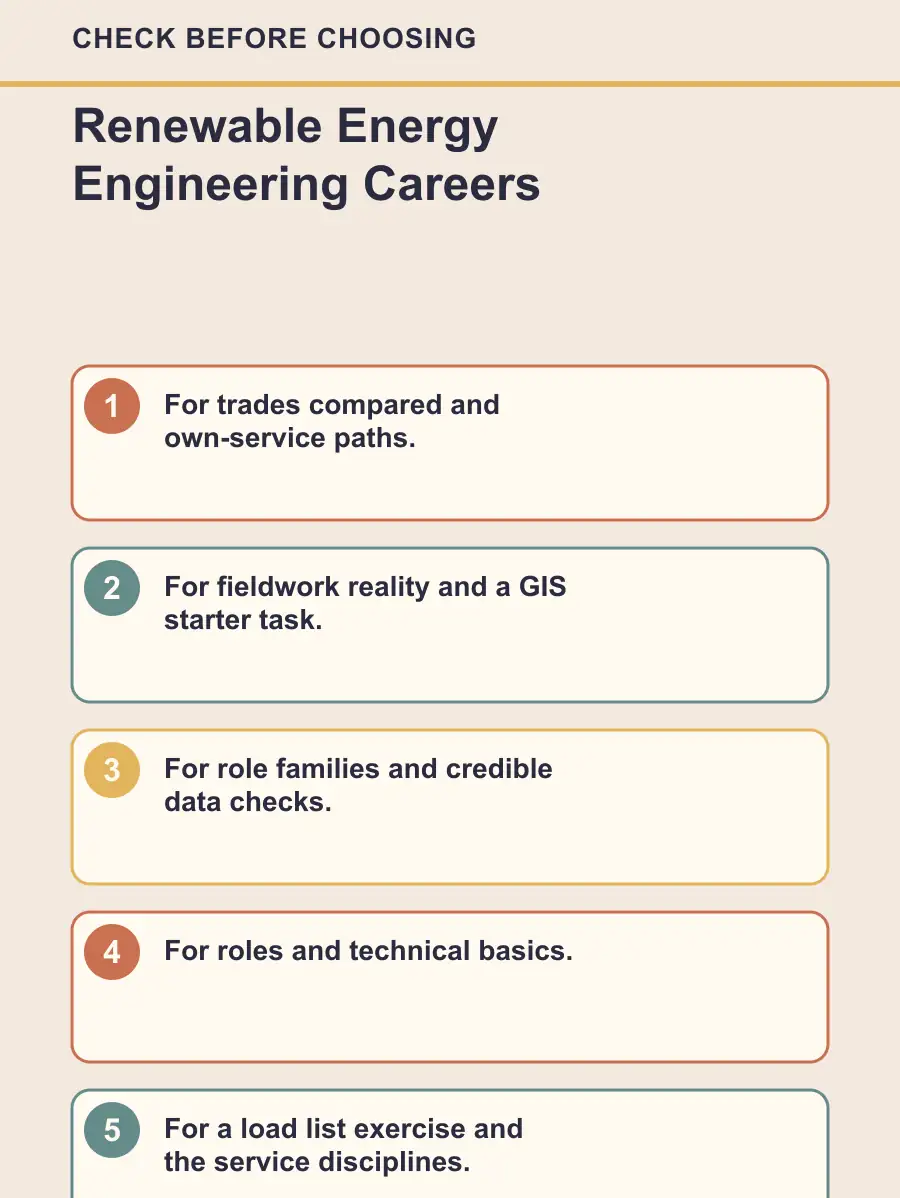 CHECK BEFORE CHOOSING
Renewable Energy
Engineering Careers
1
For trades compared and
own-service paths.
2
For fieldwork reality and a GIS
starter task.
3
For role families and credible
data checks.
4
For roles and technical basics.
5
For a load list exercise and
the service disciplines.